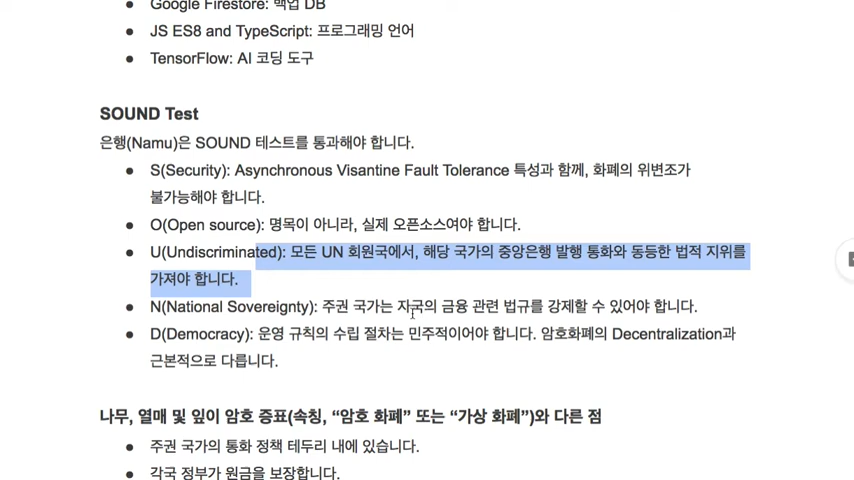 Google Firestore: 백업 DB
JS ES8 and TypeScript: 프로그래밍 언어
TensorFlow: AI 코딩 도구
SOUND Test
은행(Namu)은 SOUND 테스트를 통과해야 합니다.
S(Security): Asynchronous Visantine Fault Tolerance 특성과 함께, 화폐의 위변조가
불가능해야 합니다.
O(Open source): 명목이 아니라, 실제 오픈소스여야 합니다.
U(Undiscriminated): 모든 UN 회원국에서, 해당 국가의 중앙은행 발행 통화와 동등한 법적 지위를
가져야 합니다.
N(National Sovereignty): 주권 국가는 자국의 금융 관련 법규를 강제할 수 있어야 합니다.
D(Democracy): 운영 규칙의 수립 절차는 민주적이어야 합니다. 암호화폐의 Decentralization과
근본적으로 다릅니다.
나무, 열매 및 잎이 암호 증표(속칭, “암호 화폐” 또는 “가상 화폐”)와 다른 점
주권 국가의 통화 정책 테두리 내에 있습니다.
각국 정부가 원금을 보장합니다.